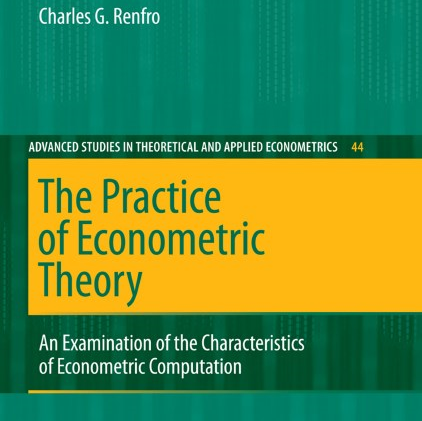 Charles G. Renfro
ADVANCED STUDIES IN THEORETICAL AND APPLIED ECONOMETRICS 44
The Practice
of Econometric
Theory
An Examination of the Characteristics
of Econometric Computation